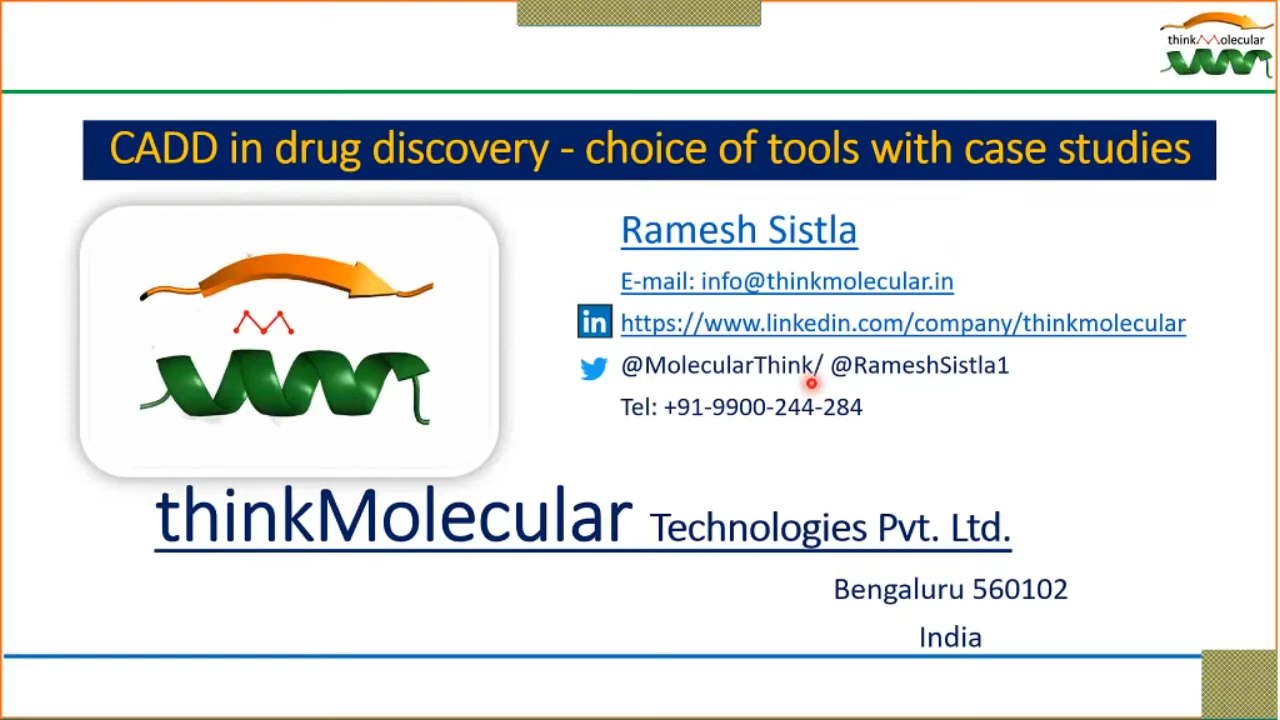 thinkMolecular
CADD in drug discovery - choice of tools with case studies
Ramesh Sistla
E-mail: info@thinkmolecular.in
in https://www.linkedin.com/company/thinkmolecular
@MolecularThink/ @RameshSistla1
Tel: +91-9900-244-284
thinkMolecular Technologies Pvt. Ltd.
Bengaluru 560102
India